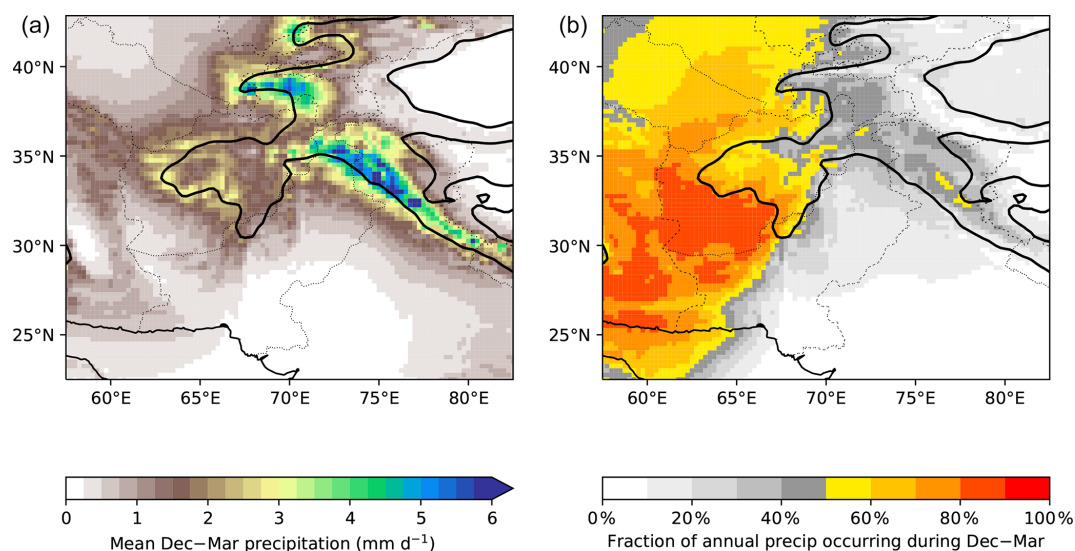 (a)
40°N
35°N
30°N
25°N
60°E 65°E 70°E 75°E 80°E
0 1 2 3 4 5 6
Mean Dec−Mar precipitation (mm d⁻¹)
(b)
40°N
35°N
30°N
25°N
60°E 65°E 70°E 75°E 80°E
0% 20% 40% 60% 80% 100%
Fraction of annual precip occurring during Dec−Mar